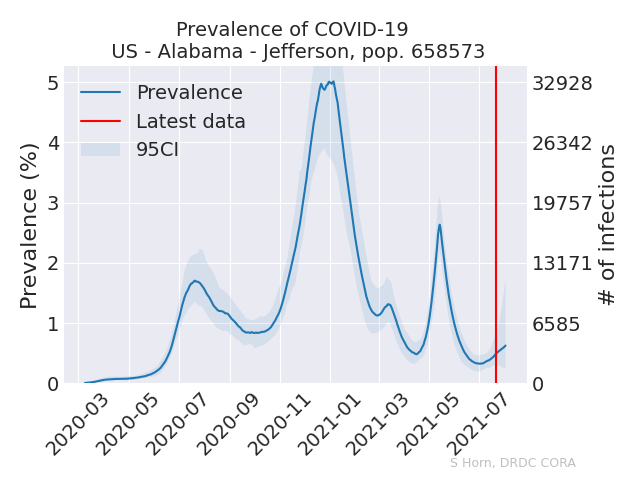 Prevalence of COVID-19
US - Alabama - Jefferson, pop. 658573
Prevalence
Latest data
95CI
Prevalence (%)
5
4
3
2
1
0
32928
26342
19757
13171
6585
0
# of infections
2020-03
2020-05
2020-07
2020-09
2020-11
2021-01
2021-03
2021-05
2021-07
S Horn, DRDC CORA